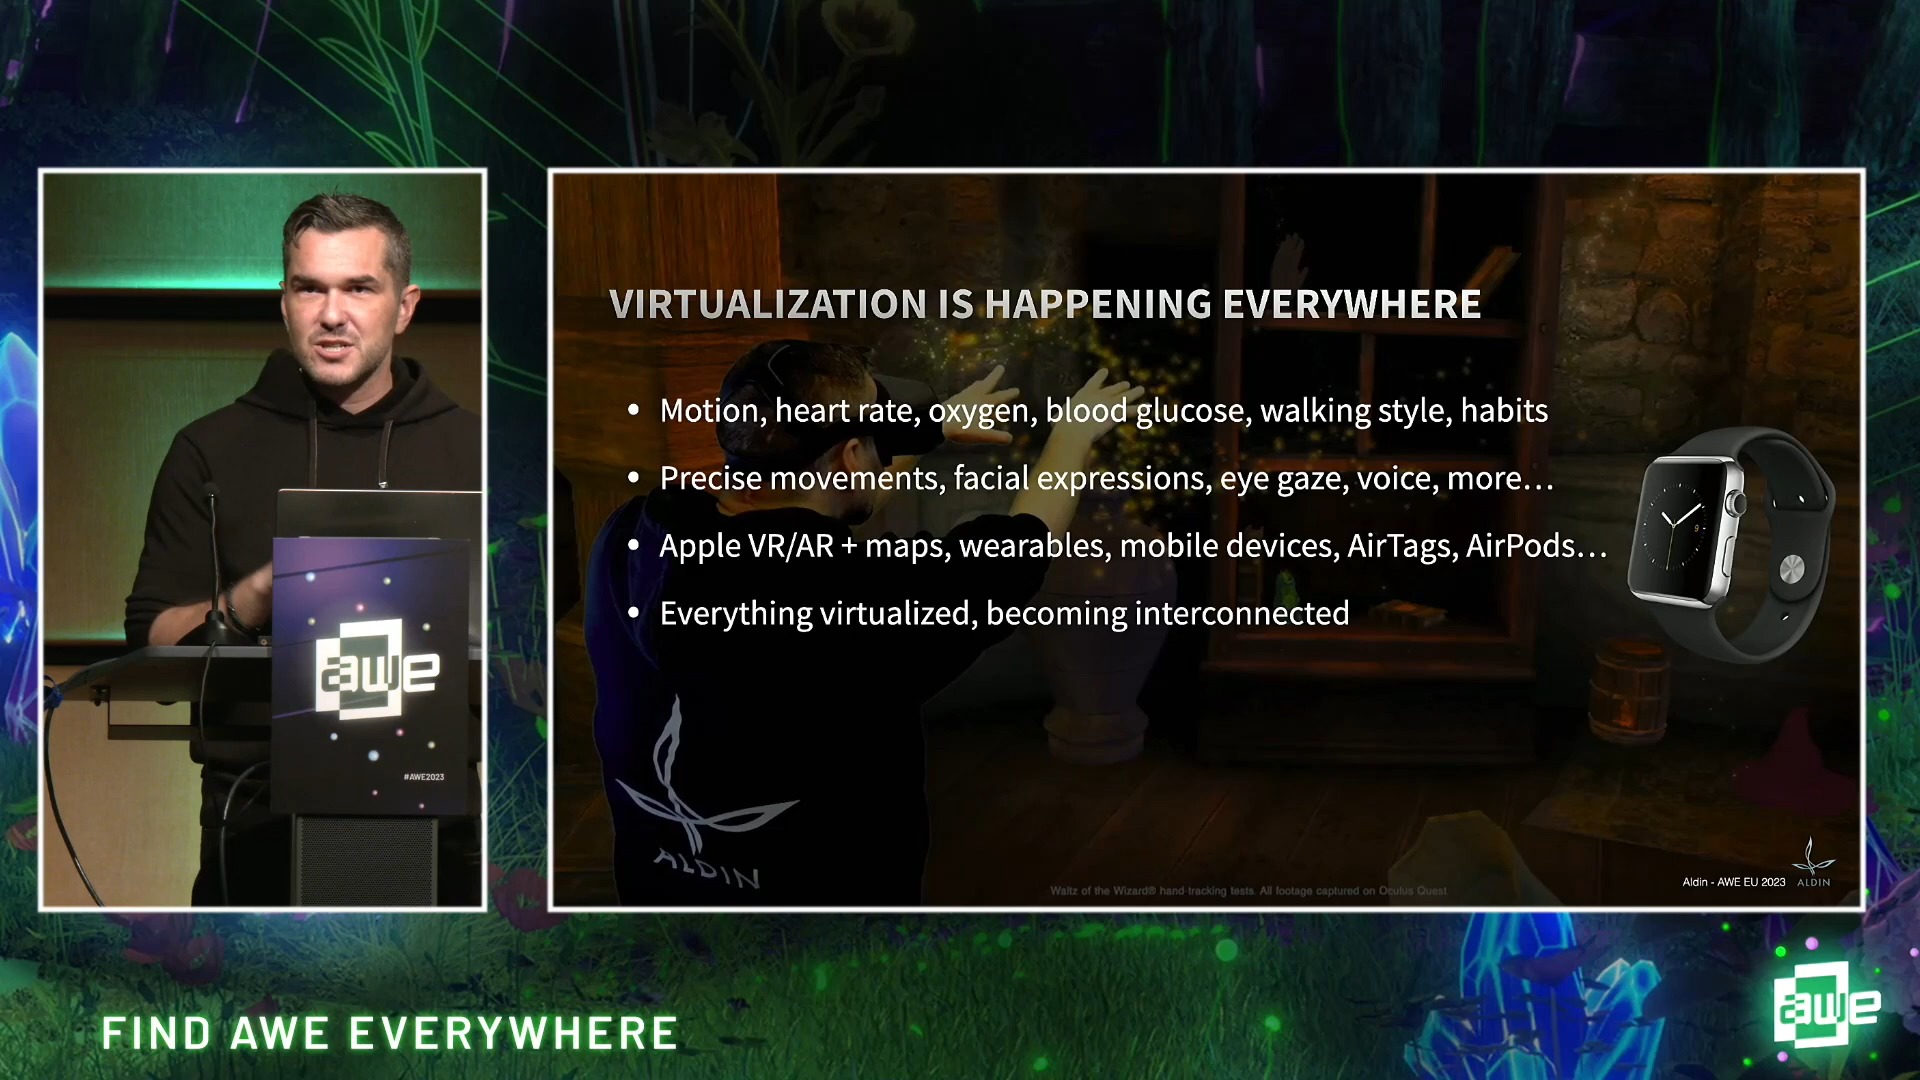 VIRTUALIZATION IS HAPPENING EVERYWHERE
• Motion, heart rate, oxygen, blood glucose, walking style, habits
• Precise movements, facial expressions, eye gaze, voice, more…
• Apple VR/AR + maps, wearables, mobile devices, AirTags, AirPods…
• Everything virtualized, becoming interconnected
9
awe
#AWE2023
ALDIN
Waltz of the Wizard® hand-tracking tests. All footage captured on Oculus Quest
Aldin - AWE EU 2023
ALDIN
FIND AWE EVERYWHERE
awe